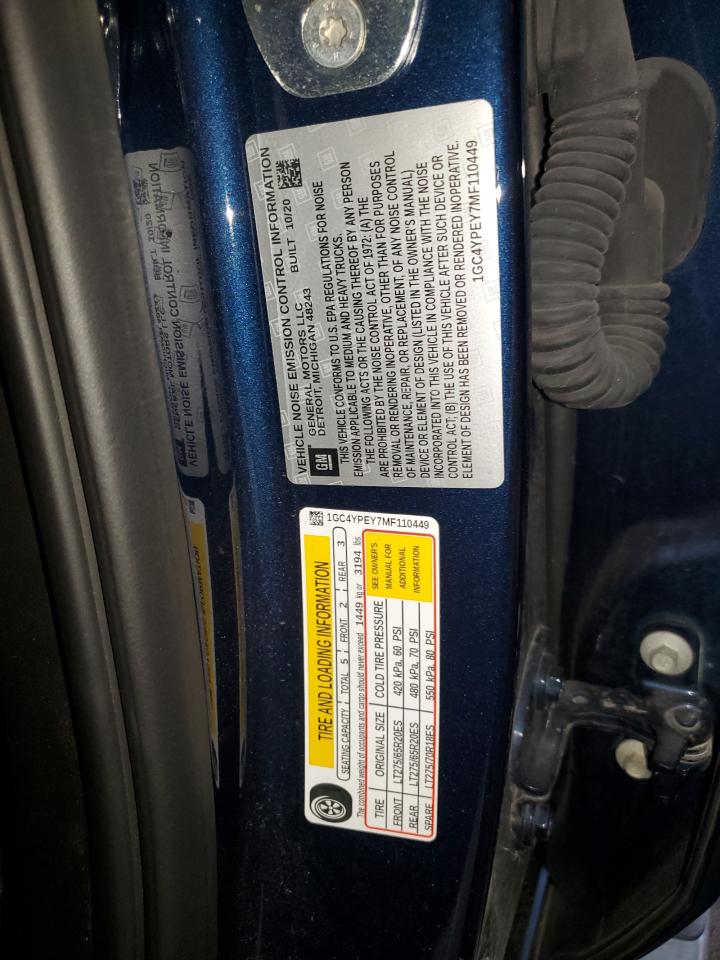 VEHICLE NOISE EMISSION CONTROL INFORMATION
GENERAL MOTORS LLC
DETROIT, MICHIGAN 48243 BUILT 10/20
GM
THIS VEHICLE CONFORMS TO U.S. EPA REGULATIONS FOR NOISE
EMISSION APPLICABLE TO MEDIUM AND HEAVY TRUCKS.
THE FOLLOWING ACTS OR THE CAUSING THEREOF BY ANY PERSON
ARE PROHIBITED BY THE NOISE CONTROL ACT OF 1972: (A) THE
REMOVAL OR RENDERING INOPERATIVE, OTHER THAN FOR PURPOSES
OF MAINTENANCE, REPAIR, OR REPLACEMENT, OF ANY NOISE CONTROL
DEVICE OR ELEMENT OF DESIGN (LISTED IN THE OWNER'S MANUAL)
INCORPORATED INTO THIS VEHICLE IN COMPLIANCE WITH THE NOISE
CONTROL ACT; (B) THE USE OF THIS VEHICLE AFTER SUCH DEVICE OR
ELEMENT OF DESIGN HAS BEEN REMOVED OR RENDERED INOPERATIVE.
1GC4YPEY7MF110449
TIRE AND LOADING INFORMATION
1GC4YPEY7MF110449
SEATING CAPACITY TOTAL 5 FRONT 2 REAR 3
The combined weight of occupants and cargo should never exceed 1449 kg or 3194 lbs.
TIRE ORIGINAL SIZE COLD TIRE PRESSURE
FRONT LT275/65R20ES 420 kPa, 60 PSI
REAR LT275/65R20ES 480 kPa, 70 PSI
SPARE LT275/70R18ES 550 kPa, 80 PSI
SEE OWNER'S
MANUAL FOR
ADDITIONAL
INFORMATION